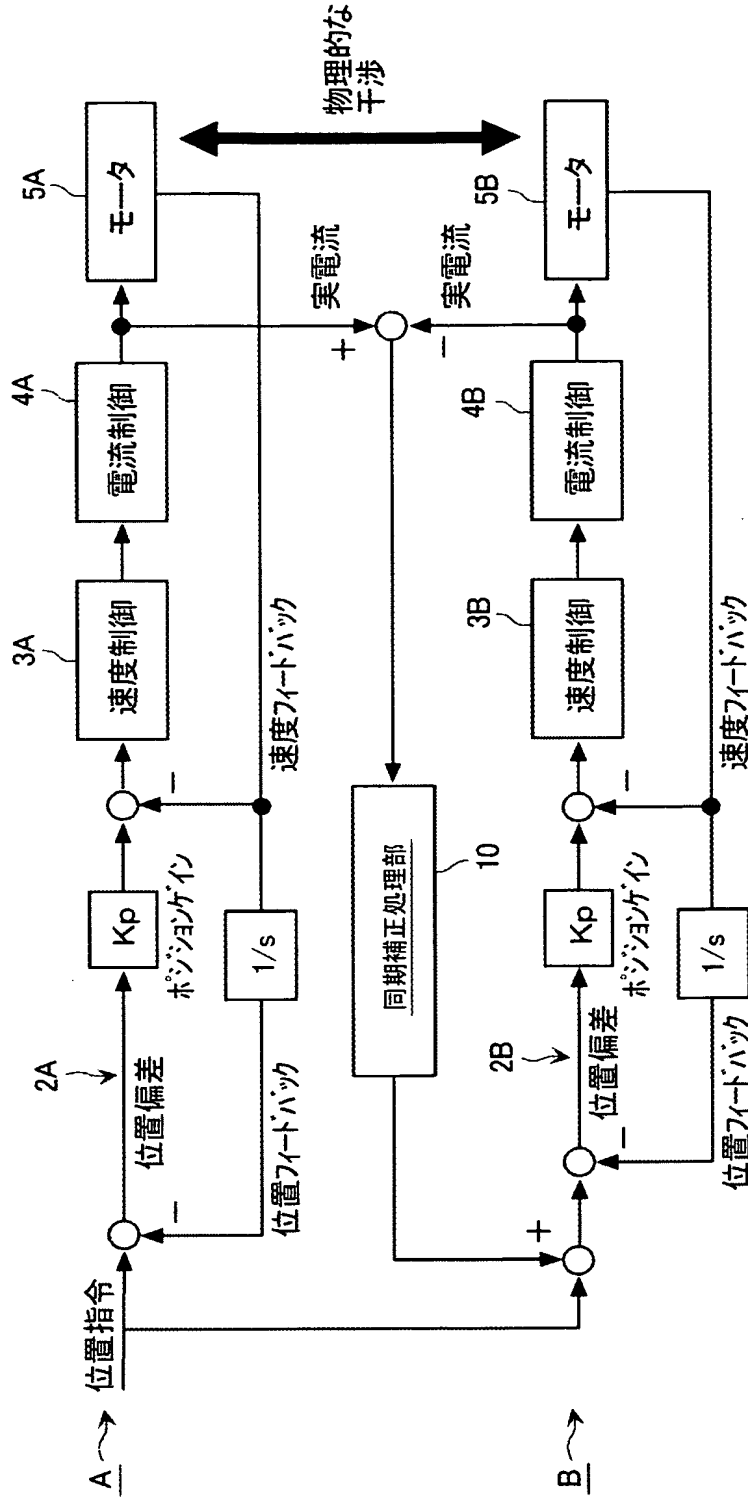 A
位置指令
−
2A
位置偏差
位置フィードバック
Kp
ポジションゲイン
1/s
−
3A
速度制御
速度フィードバック
4A
電流制御
5A
モータ
実電流
+
物理的な
干渉
実電流
−
同期補正処理部
10
B
+
−
2B
位置偏差
位置フィードバック
Kp
ポジションゲイン
1/s
−
3B
速度制御
速度フィードバック
4B
電流制御
5B
モータ